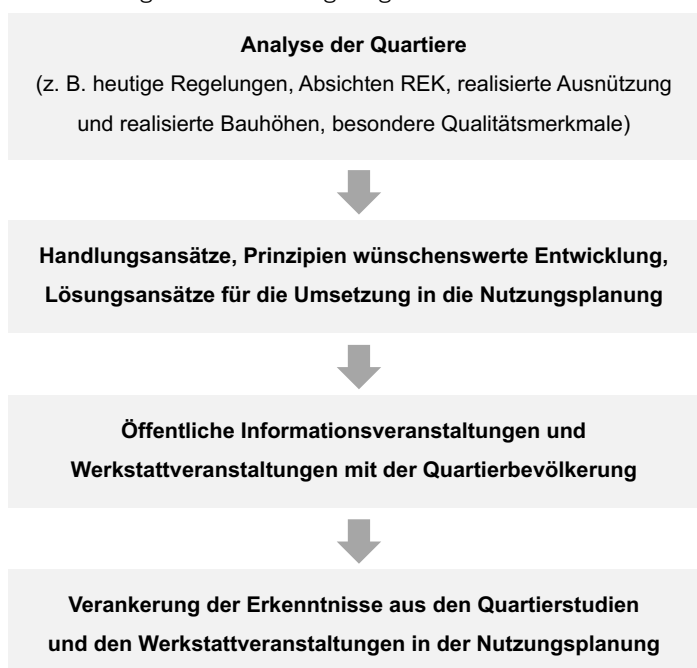 Analyse der Quartiere
(z. B. heutige Regelungen, Absichten REK, realisierte Ausnützung
und realisierte Bauhöhen, besondere Qualitätsmerkmale)
Handlungsansätze, Prinzipien wünschenswerte Entwicklung,
Lösungsansätze für die Umsetzung in die Nutzungsplanung
Öffentliche Informationsveranstaltungen und
Werkstattveranstaltungen mit der Quartierbevölkerung
Verankerung der Erkenntnisse aus den Quartierstudien
und den Werkstattveranstaltungen in der Nutzungsplanung